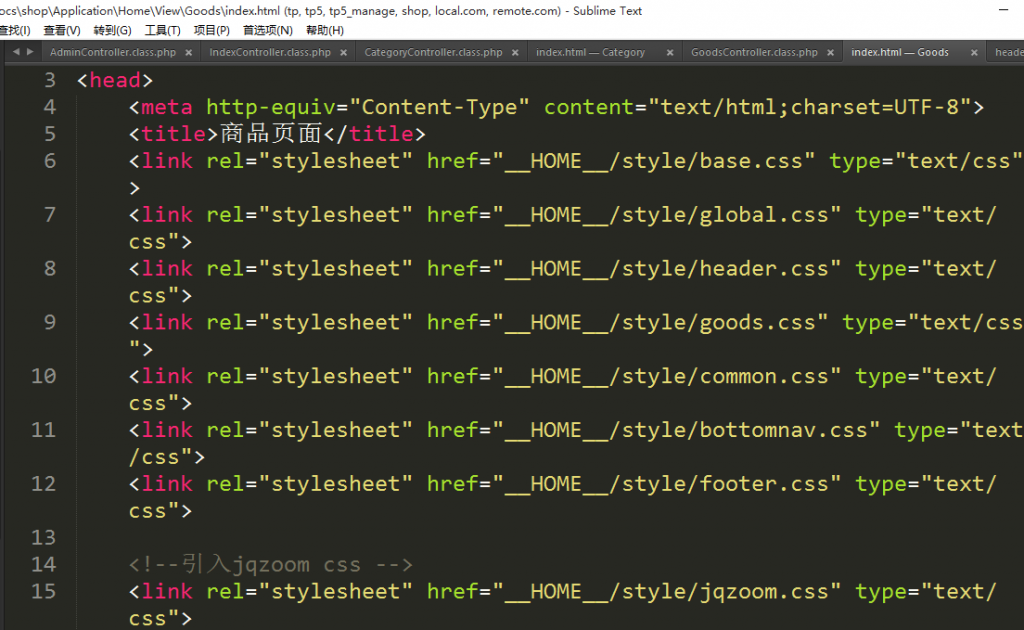 ocs\shop\Application\Home\View\Goods\index.html (tp, tp5, tp5_manage, shop, local.com, remote.com) - Sublime Text
查找(I) 查看(V) 转到(G) 工具(T) 项目(P) 首选项(N) 帮助(H)
AdminController.class.php × IndexController.class.php × CategoryController.class.php × index.html — Category × GoodsController.class.php × index.html — Goods × heade
3 <head>
4 <meta http-equiv="Content-Type" content="text/html;charset=UTF-8">
5 <title>商品页面</title>
6 <link rel="stylesheet" href="__HOME__/style/base.css" type="text/css"
>
7 <link rel="stylesheet" href="__HOME__/style/global.css" type="text/
css">
8 <link rel="stylesheet" href="__HOME__/style/header.css" type="text/
css">
9 <link rel="stylesheet" href="__HOME__/style/goods.css" type="text/css
">
10 <link rel="stylesheet" href="__HOME__/style/common.css" type="text/
css">
11 <link rel="stylesheet" href="__HOME__/style/bottomnav.css" type="text
/css">
12 <link rel="stylesheet" href="__HOME__/style/footer.css" type="text/
css">
13
14 <!--引入jqzoom css -->
15 <link rel="stylesheet" href="__HOME__/style/jqzoom.css" type="text/
css">